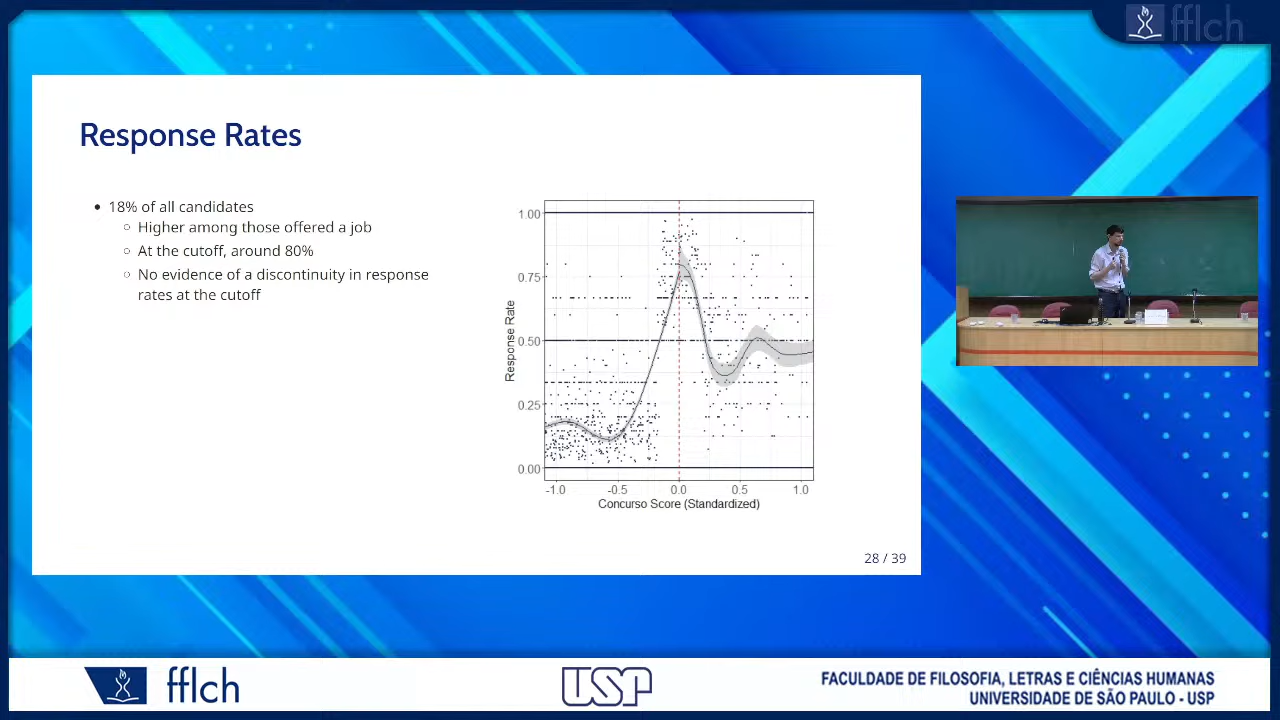 fflch
Response Rates
• 18% of all candidates
○ Higher among those offered a job
○ At the cutoff, around 80%
○ No evidence of a discontinuity in response
rates at the cutoff
Response Rate
1.00
0.75
0.50
0.25
0.00
-1.0 -0.5 0.0 0.5 1.0
Concurso Score (Standardized)
28 / 39
fflch
USP
FACULDADE DE FILOSOFIA, LETRAS E CIÊNCIAS HUMANAS
UNIVERSIDADE DE SÃO PAULO - USP